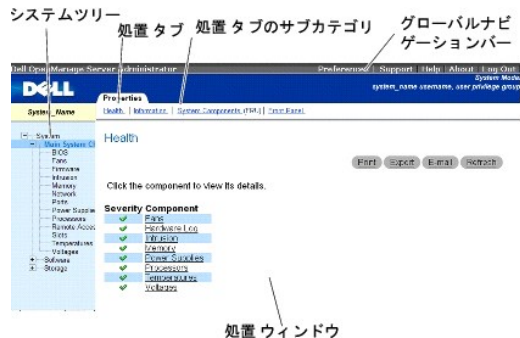 システムツリー
処置 タブ
処置 タブのサブカテゴリ
グローバルナビ
ゲーションバー
Dell OpenManage Server Administrator
Preferences | Support | Help | About | Log Out
DELL
System Model
system_name username, user privilege group
Properties
System_Name
Health | Information | System Components (FRU) | Front Panel
System
Main System Ch
BIOS
Fans
Firmware
Intrusion
Memory
Network
Ports
Power Supplie
Processors
Remote Acces
Slots
Temperatures
Voltages
Software
Storage
Health
Print Export E-mail Refresh
Click the component to view its details.
Severity Component
Fans
Hardware Log
Intrusion
Memory
Power Supplies
Processors
Temperatures
Voltages
処置 ウィンドウ